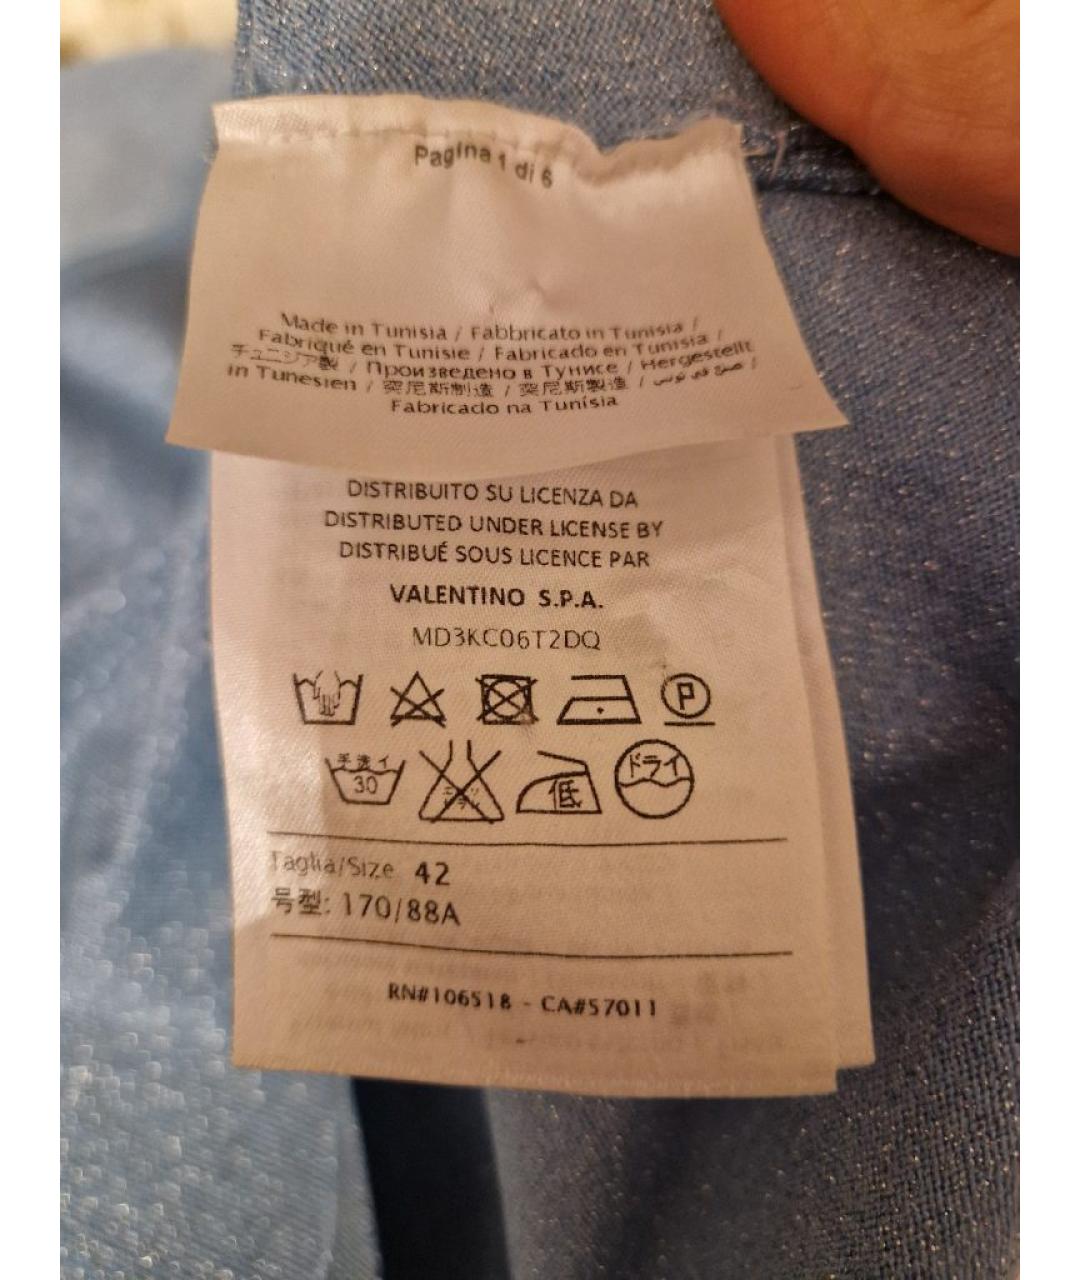 Pagina 1 di 6
Made in Tunisia / Fabbricato in Tunisia /
Fabriqué en Tunisie / Fabricado en Tunisia /
チュニジア製 / Произведено в Тунисе / Hergestellt
in Tunesien / 突尼斯制造 / 突尼斯製造 / صنع في تونس /
Fabricado na Tunísia
DISTRIBUITO SU LICENZA DA
DISTRIBUTED UNDER LICENSE BY
DISTRIBUÉ SOUS LICENCE PAR
VALENTINO S.P.A.
MD3KC06T2DQ
P
手洗イ 30 低 ドライ
Taglia/Size 42
号型: 170/88A
RN#106518 - CA#57011